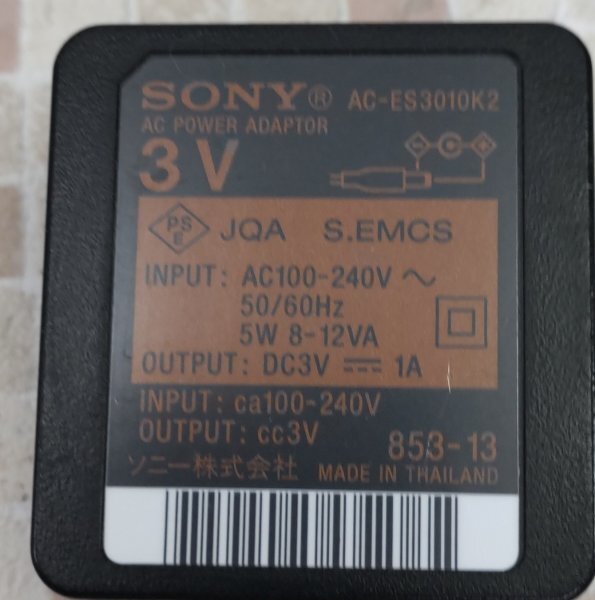 SONY® AC-ES3010K2
AC POWER ADAPTOR
3V
PSE JQA S.EMCS
INPUT: AC100-240V ~
50/60Hz
5W 8-12VA
OUTPUT: DC3V ⎓ 1A
INPUT: ca100-240V
OUTPUT: cc3V
853-13
ソニー株式会社 MADE IN THAILAND